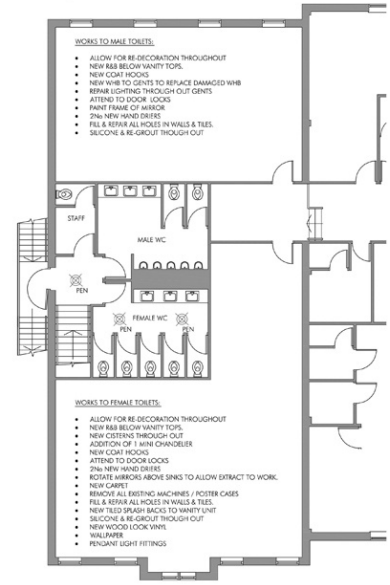 WORKS TO MALE TOILETS:
• ALLOW FOR RE-DECORATION THROUGHOUT
• NEW R&B BELOW VANITY TOPS.
• NEW COAT HOOKS
• NEW WHB TO GENTS TO REPLACE DAMAGED WHB
• REPAIR LIGHTING THROUGH OUT GENTS
• ATTEND TO DOOR LOCKS
• PAINT FRAME OF MIRROR
• 2No NEW HAND DRIERS
• FILL & REPAIR ALL HOLES IN WALLS & TILES.
• SILICONE & RE-GROUT THOUGH OUT
STAFF
MALE WC
PEN
FEMALE WC
PEN
PEN
WORKS TO FEMALE TOILETS:
• ALLOW FOR RE-DECORATION THROUGHOUT
• NEW R&B BELOW VANITY TOPS.
• NEW CISTERNS THROUGH OUT
• ADDITION OF 1 MINI CHANDELIER
• NEW COAT HOOKS
• ATTEND TO DOOR LOCKS
• 2No NEW HAND DRIERS
• ROTATE MIRRORS ABOVE SINKS TO ALLOW EXTRACT TO WORK.
• NEW CARPET
• REMOVE ALL EXISTING MACHINES / POSTER CASES
• FILL & REPAIR ALL HOLES IN WALLS & TILES.
• NEW TILED SPLASH BACKS TO VANITY UNIT
• SILICONE & RE-GROUT THOUGH OUT
• NEW WOOD LOOK VINYL
• WALLPAPER
• PENDANT LIGHT FITTINGS